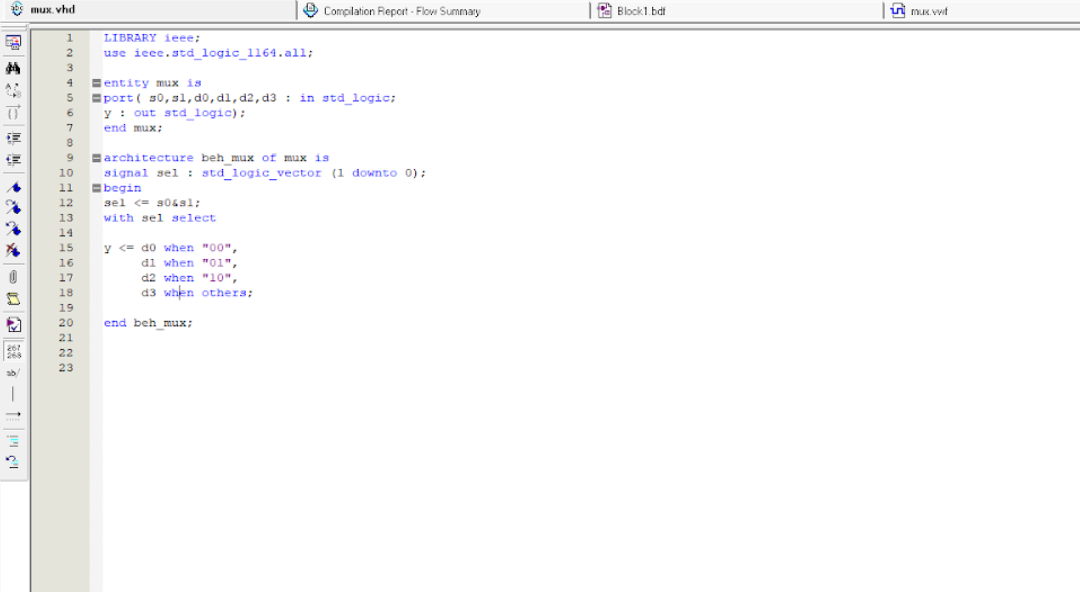 mux.vhd
Compilation Report - Flow Summary
Block1.bdf
mux.vwf
1 LIBRARY ieee;
2 use ieee.std_logic_1164.all;
3
4 entity mux is
5 port( s0,s1,d0,d1,d2,d3 : in std_logic;
6 y : out std_logic);
7 end mux;
8
9 architecture beh_mux of mux is
10 signal sel : std_logic_vector (1 downto 0);
11 begin
12 sel <= s0&s1;
13 with sel select
14
15 y <= d0 when "00",
16 d1 when "01",
17 d2 when "10",
18 d3 when others;
19
20 end beh_mux;
21
22
23
267
268
ab/